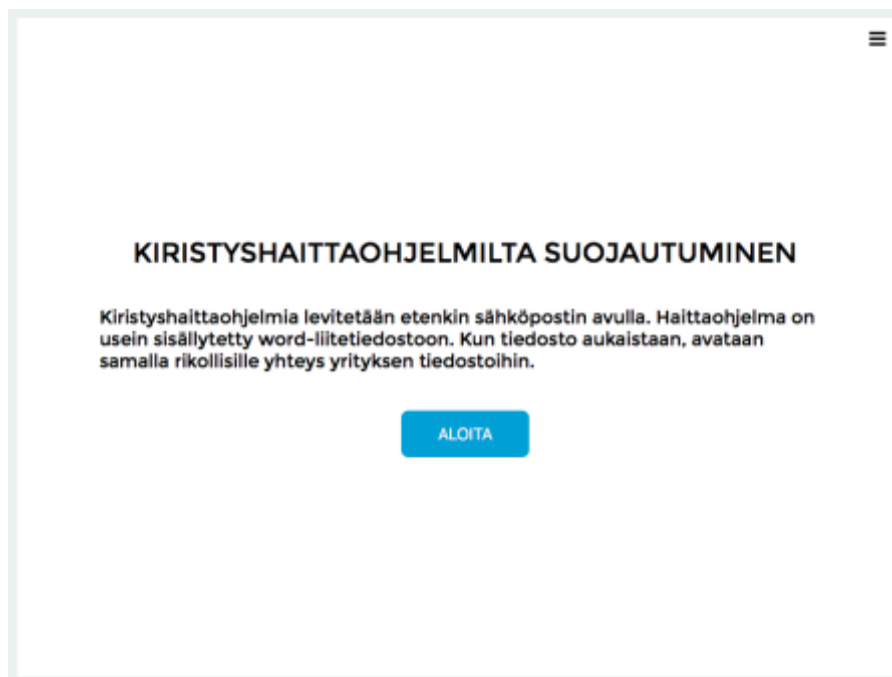 KIRISTYSHAITTAOHJELMILTA SUOJAUTUMINEN
Kiristyshaittaohjelmia levitetään etenkin sähköpostin avulla. Haittaohjelma on
usein sisällytetty word-liitetiedostoon. Kun tiedosto aukaistaan, avataan
samalla rikollisille yhteys yrityksen tiedostoihin.
ALOITA